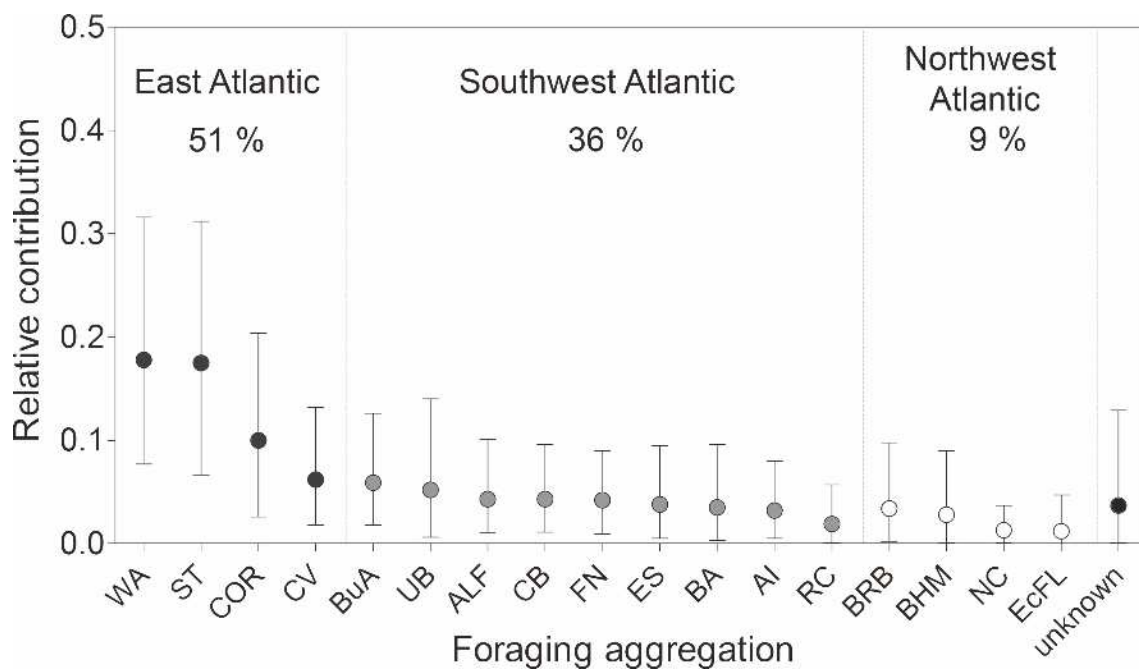 0.5
0.4
0.3
0.2
0.1
0.0
Relative contribution
East Atlantic
51 %
Southwest Atlantic
36 %
Northwest
Atlantic
9 %
WA
ST
COR
CV
BuA
UB
ALF
CB
FN
ES
BA
AI
RC
BRB
BHM
NC
EcFL
unknown
Foraging aggregation